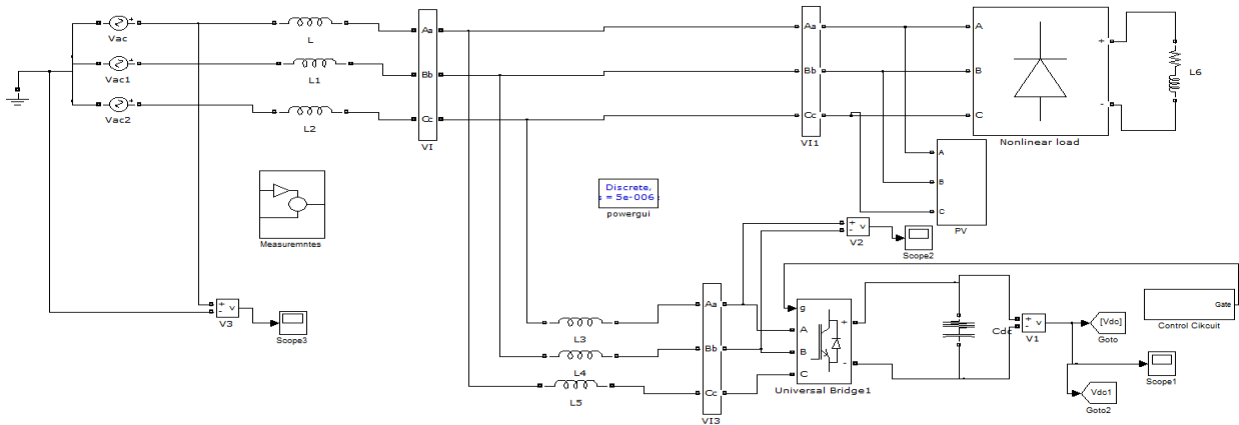 Vac
Vac1
Vac2
L
L1
L2
Aa
Bb
Cc
VI
Aa
Bb
Cc
VI1
A
B
C
+
-
Nonlinear load
L6
A
B
C
PV
Discrete,
= 5e-006
powergui
Measuremntes
+
-
v
V2
Scope2
+
-
v
V3
Scope3
L3
L4
L5
Aa
Bb
Cc
VI3
g
A
B
C
+
-
Universal Bridge1
Cdc
+
-
v
V1
[Vdc]
Goto
Vdc1
Goto2
Scope1
Gate
Control Cikcuit